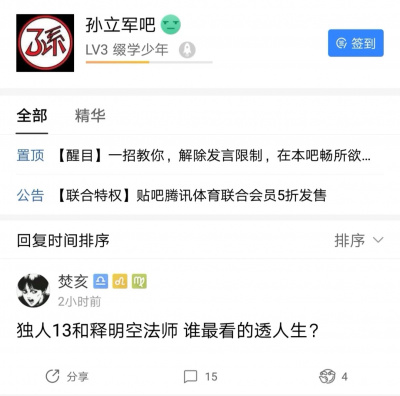 孙立军吧
LV3 缀学少年
签到
全部 精华
置顶 【醒目】一招教你，解除发言限制，在本吧畅所欲...
公告 【联合特权】贴吧腾讯体育联合会员5折发售
回复时间排序 排序
焚亥
2小时前
独人13和释明空法师 谁最看的透人生？
分享 15 4